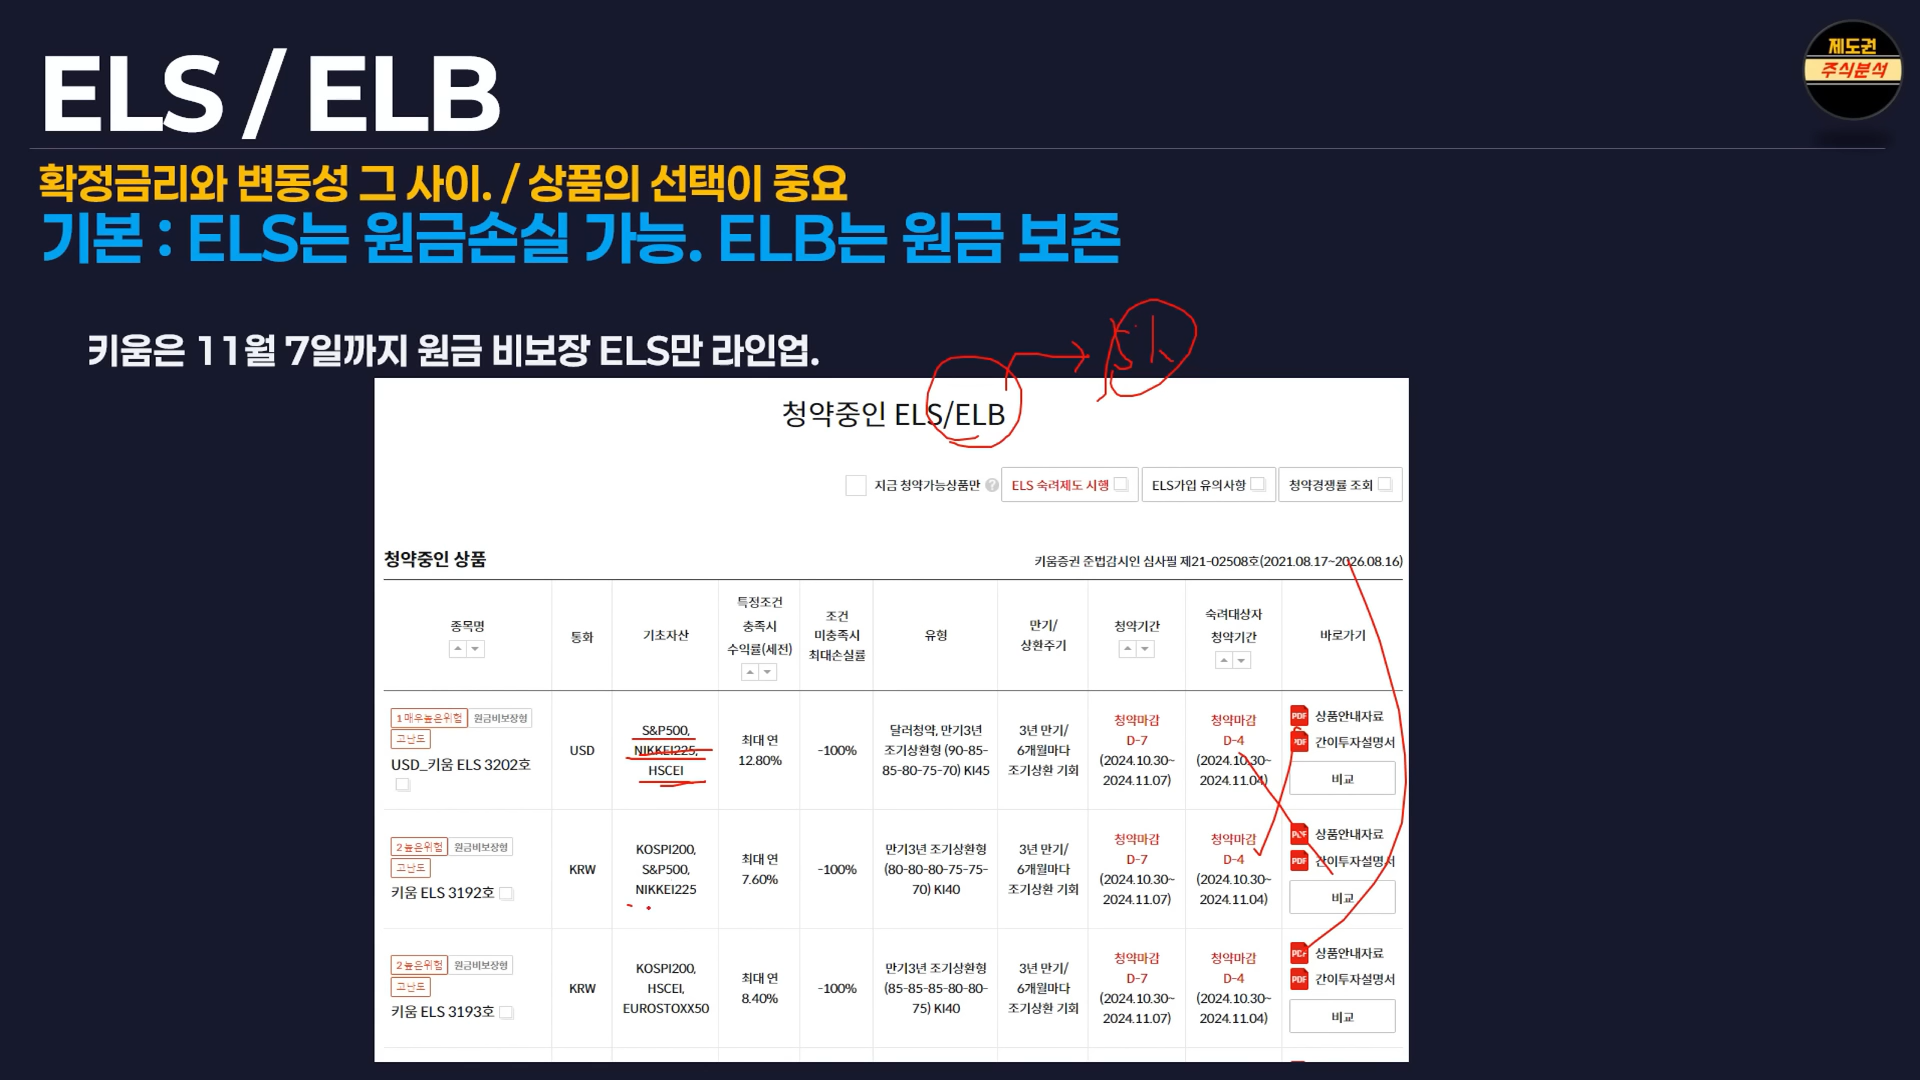 ELS / ELB
제도권
주식분석
확정금리와 변동성 그 사이. / 상품의 선택이 중요
기본 : ELS는 원금손실 가능. ELB는 원금 보존
키움은 11월 7일까지 원금 비보장 ELS만 라인업.
청약중인 ELS/ELB
지금 청약가능상품만 ?
ELS 숙려제도 시행
ELS가입 유의사항
청약경쟁률 조회
청약중인 상품
키움증권 준법감시인 심사필 제21-02508호(2021.08.17~2026.08.16)
종목명
통화
기초자산
특정조건
충족시
수익률(세전)
조건
미충족시
최대손실률
유형
만기/
상환주기
청약기간
숙려대상자
청약기간
바로가기
1매우높은위험 원금비보장형
고난도
USD_키움 ELS 3202호
USD
S&P500,
NIKKEI225,
HSCEI
최대 연
12.80%
-100%
달러청약, 만기3년
조기상환형 (90-85-
85-80-75-70) KI45
3년 만기/
6개월마다
조기상환 기회
청약마감
D-7
(2024.10.30~
2024.11.07)
청약마감
D-4
(2024.10.30~
2024.11.04)
PDF 상품안내자료
PDF 간이투자설명서
비교
2높은위험 원금비보장형
고난도
키움 ELS 3192호
KRW
KOSPI200,
S&P500,
NIKKEI225
최대 연
7.60%
-100%
만기3년 조기상환형
(80-80-80-75-75-
70) KI40
3년 만기/
6개월마다
조기상환 기회
청약마감
D-7
(2024.10.30~
2024.11.07)
청약마감
D-4
(2024.10.30~
2024.11.04)
PDF 상품안내자료
PDF 간이투자설명서
비교
2높은위험 원금비보장형
고난도
키움 ELS 3193호
KRW
KOSPI200,
HSCEI,
EUROSTOXX50
최대 연
8.40%
-100%
만기3년 조기상환형
(85-85-85-80-80-
75) KI40
3년 만기/
6개월마다
조기상환 기회
청약마감
D-7
(2024.10.30~
2024.11.07)
청약마감
D-4
(2024.10.30~
2024.11.04)
PDF 상품안내자료
PDF 간이투자설명서
비교